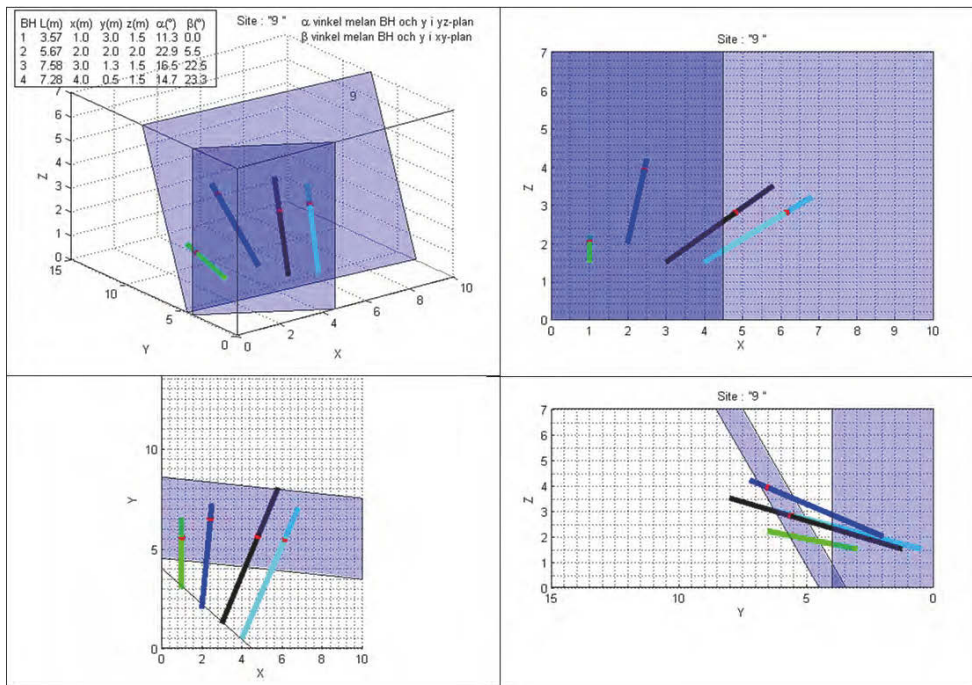 BH L(m) x(m) y(m) z(m) α(°) β(°)
1 3.57 1.0 3.0 1.5 11.3 0.0
2 5.67 2.0 2.0 2.0 22.9 5.5
3 7.58 3.0 1.3 1.5 16.5 22.5
4 7.28 4.0 0.5 1.5 14.7 23.3
Site : "9 "
α vinkel melan BH och y i yz-plan
β vinkel melan BH och y i xy-plan
9
7
6
5
4
3
2
1
0
Z
15
10
5
0
Y
0
2
4
6
8
10
X
Site : "9 "
7
6
5
4
3
2
1
0
Z
0 1 2 3 4 5 6 7 8 9 10
X
10
5
0
Y
0 2 4 6 8 10
X
Site : "9 "
7
6
5
4
3
2
1
0
Z
15 10 5 0
Y